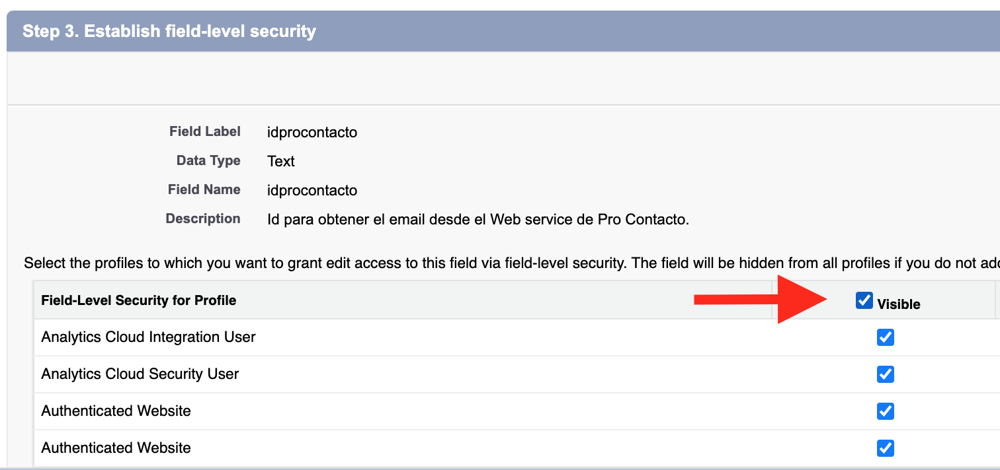 Step 3. Establish field-level security
Field Label idprocontacto
Data Type Text
Field Name idprocontacto
Description Id para obtener el email desde el Web service de Pro Contacto.
Select the profiles to which you want to grant edit access to this field via field-level security. The field will be hidden from all profiles if you do not
Field-Level Security for Profile Visible
Analytics Cloud Integration User
Analytics Cloud Security User
Authenticated Website
Authenticated Website